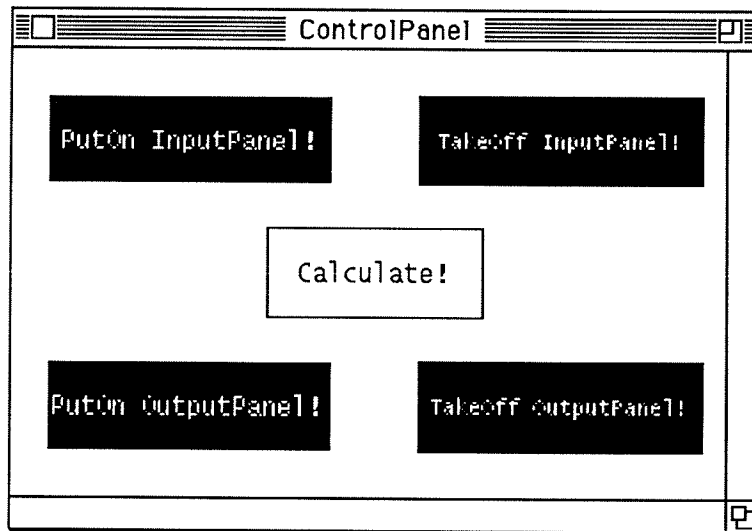 ControlPanel
PutOn InputPanel!
TakeOff InputPanel!
Calculate!
PutOn OutputPanel!
TakeOff OutputPanel!